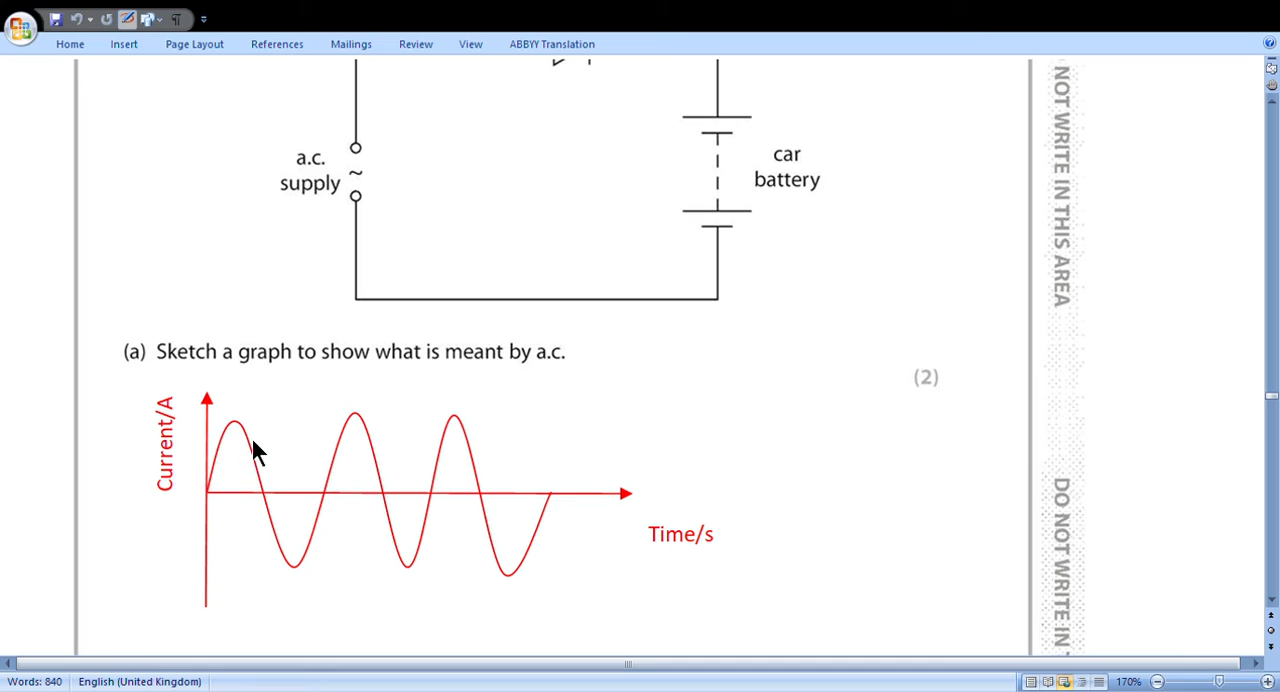 Home Insert Page Layout References Mailings Review View ABBYY Translation
a.c.
supply
~
car
battery
(a) Sketch a graph to show what is meant by a.c.
(2)
Current/A
Time/s
NOT WRITE IN THIS AREA
DO NOT WRITE IN
Words: 840 English (United Kingdom) 170%